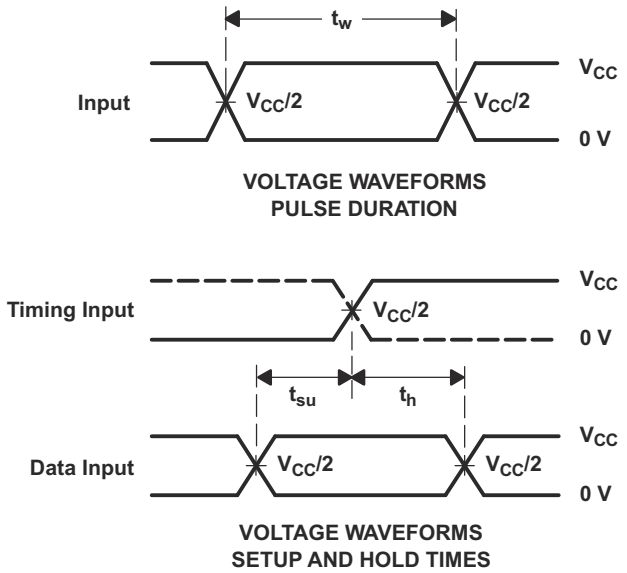 t_w
V_CC
Input V_CC/2 V_CC/2
0 V
VOLTAGE WAVEFORMS
PULSE DURATION
V_CC
Timing Input V_CC/2
0 V
t_su t_h
V_CC
Data Input V_CC/2 V_CC/2
0 V
VOLTAGE WAVEFORMS
SETUP AND HOLD TIMES